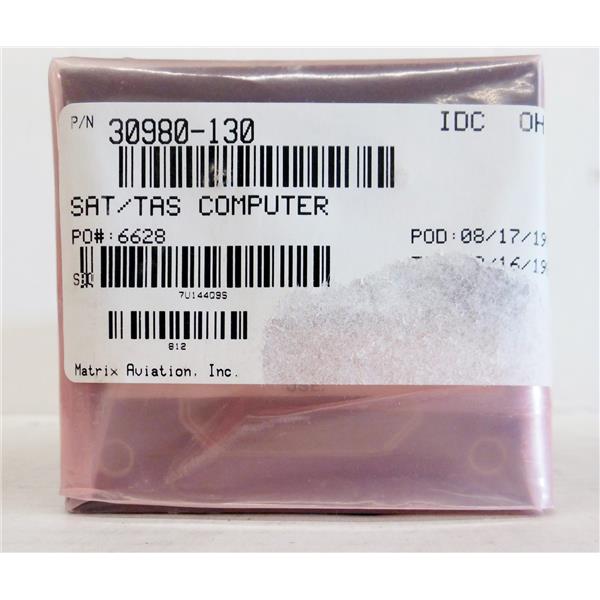 P/N 30980-130 IDC OH
SAT/TAS COMPUTER
PO#:6628 POD:08/17/19
7U14409S
812
Matrix Aviation, Inc.